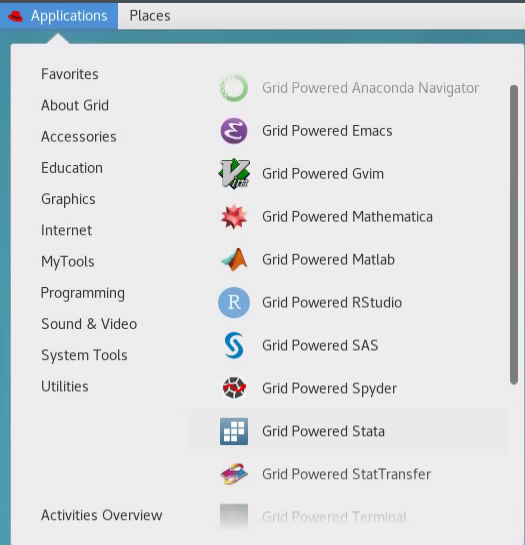 Applications Places
Favorites
About Grid
Accessories
Education
Graphics
Internet
MyTools
Programming
Sound & Video
System Tools
Utilities
Activities Overview
Grid Powered Anaconda Navigator
Grid Powered Emacs
Grid Powered Gvim
Grid Powered Mathematica
Grid Powered Matlab
R Grid Powered RStudio
Grid Powered SAS
Grid Powered Spyder
Grid Powered Stata
Grid Powered StatTransfer
Grid Powered Terminal